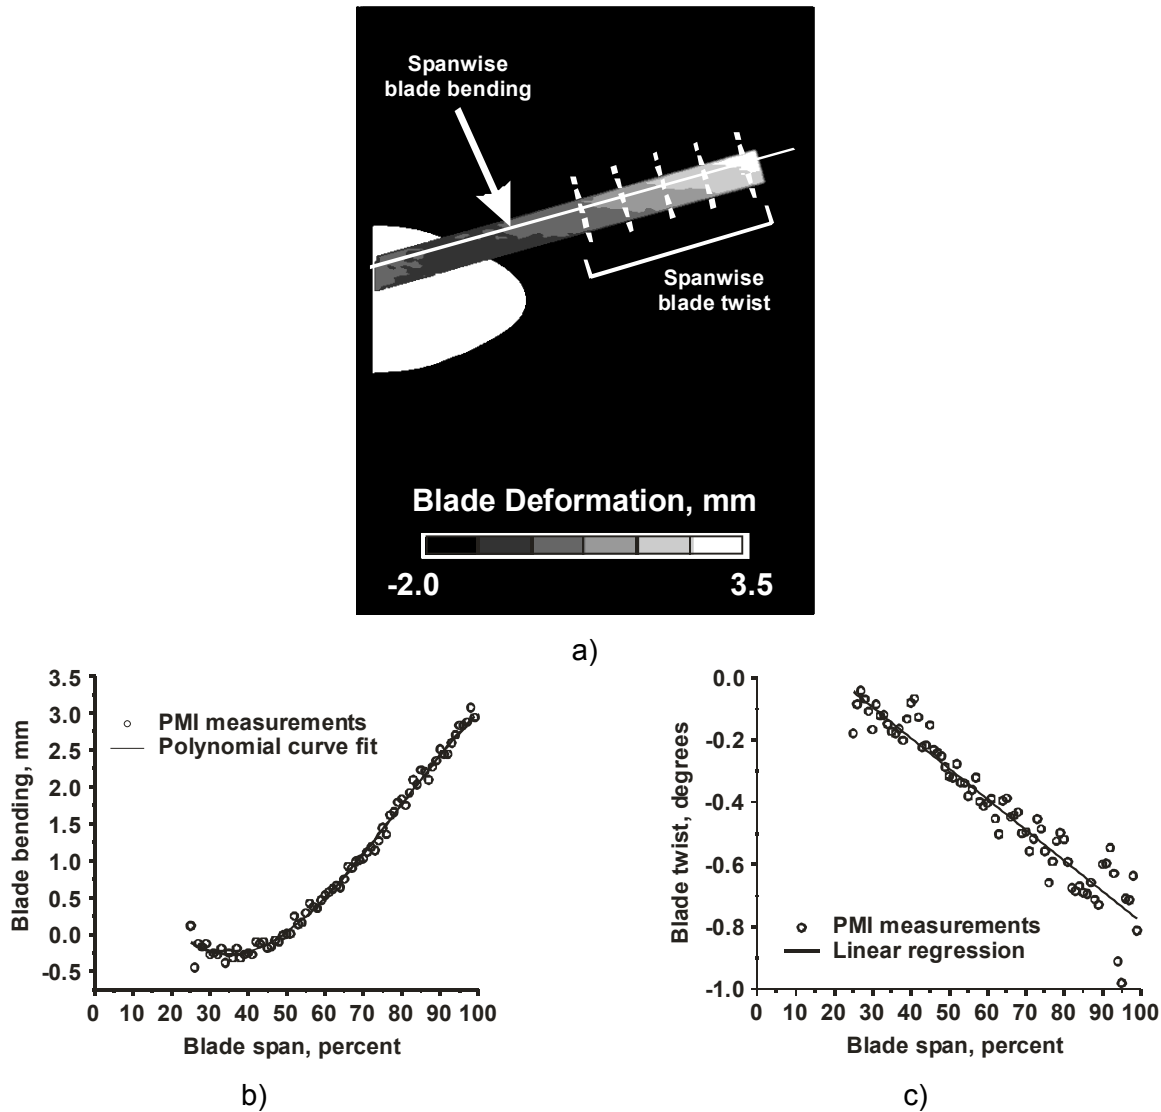 Spanwise
blade bending
Spanwise
blade twist
Blade Deformation, mm
-2.0 3.5
a)
3.5
3.0
2.5
2.0
1.5
1.0
0.5
0.0
-0.5
Blade bending, mm
PMI measurements
Polynomial curve fit
0 10 20 30 40 50 60 70 80 90 100
Blade span, percent
b)
0.0
-0.2
-0.4
-0.6
-0.8
-1.0
Blade twist, degrees
PMI measurements
Linear regression
0 10 20 30 40 50 60 70 80 90 100
Blade span, percent
c)